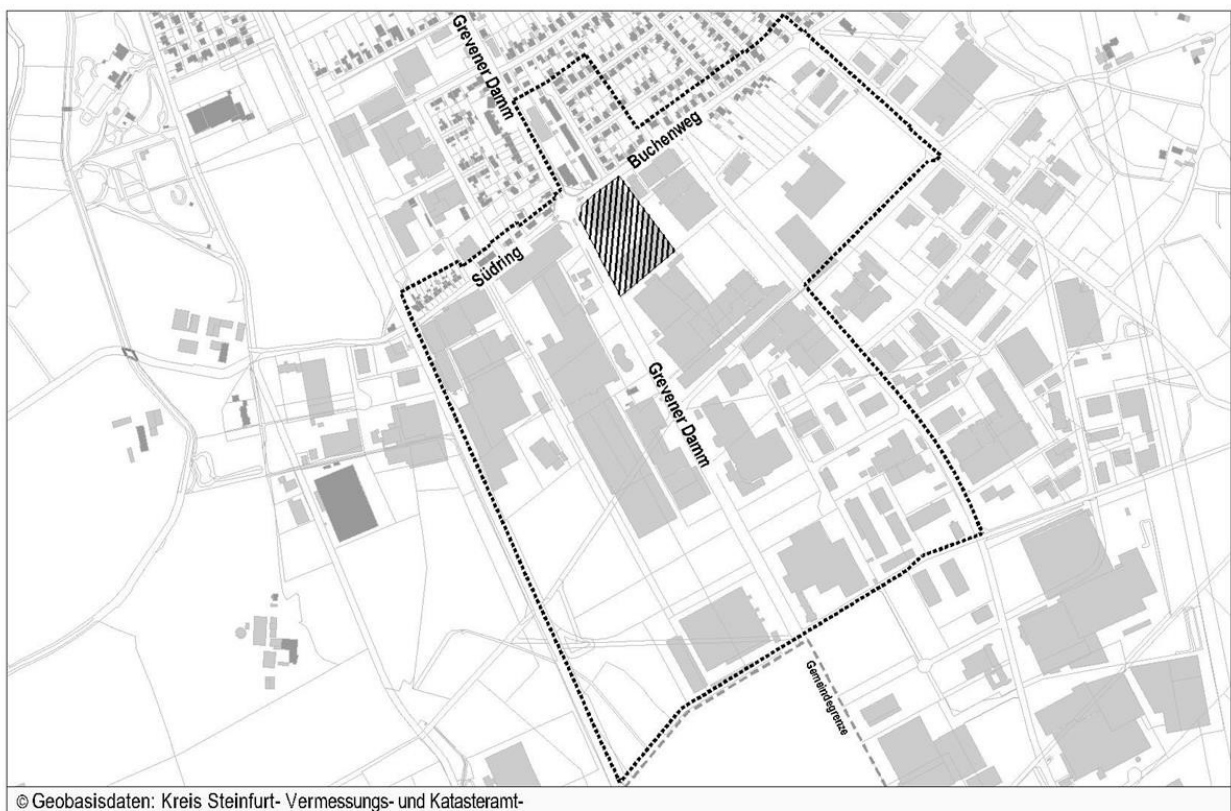 Grevener Damm
Buchenweg
Südring
Grevener Damm
Gemeindegrenze
© Geobasisdaten: Kreis Steinfurt- Vermessungs- und Katasteramt-